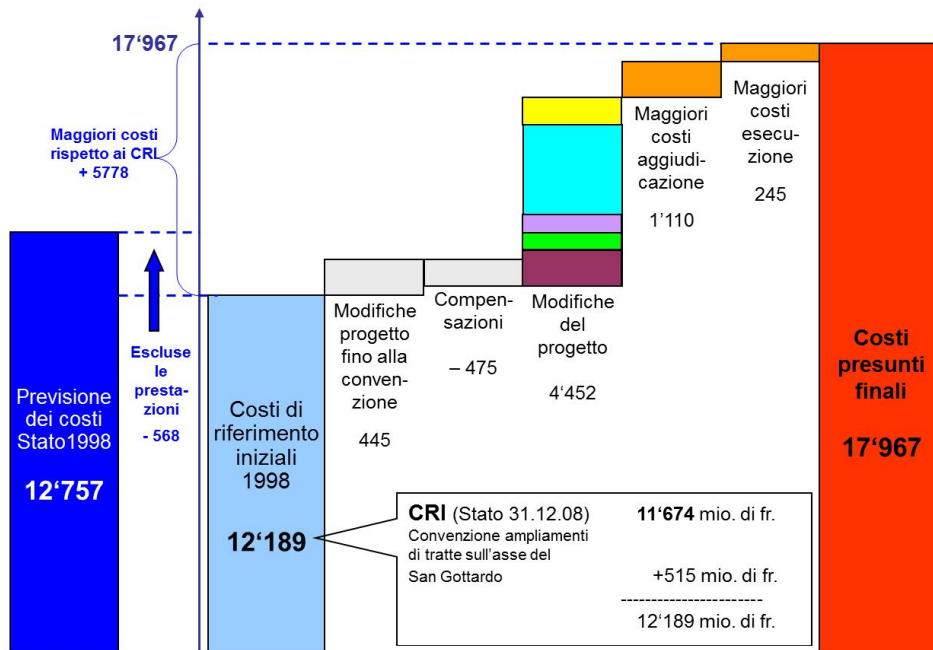 17‘967
Maggiori costi
rispetto ai CRI
+ 5778
Escluse
le
presta-
zioni
- 568
Previsione
dei costi
Stato1998
12‘757
Costi di
riferimento
iniziali
1998
12‘189
Modifiche
progetto
fino alla
conven-
zione
445
Compen-
sazioni
– 475
Modifiche
del
progetto
4‘452
Maggiori
costi
aggiudi-
cazione
1’110
Maggiori
costi
esecu-
zione
245
Costi
presunti
finali
17‘967
CRI (Stato 31.12.08) 11‘674 mio. di fr.
Convenzione ampliamenti
di tratte sull’asse del
San Gottardo +515 mio. di fr.
-----------------------
12‘189 mio. di fr.